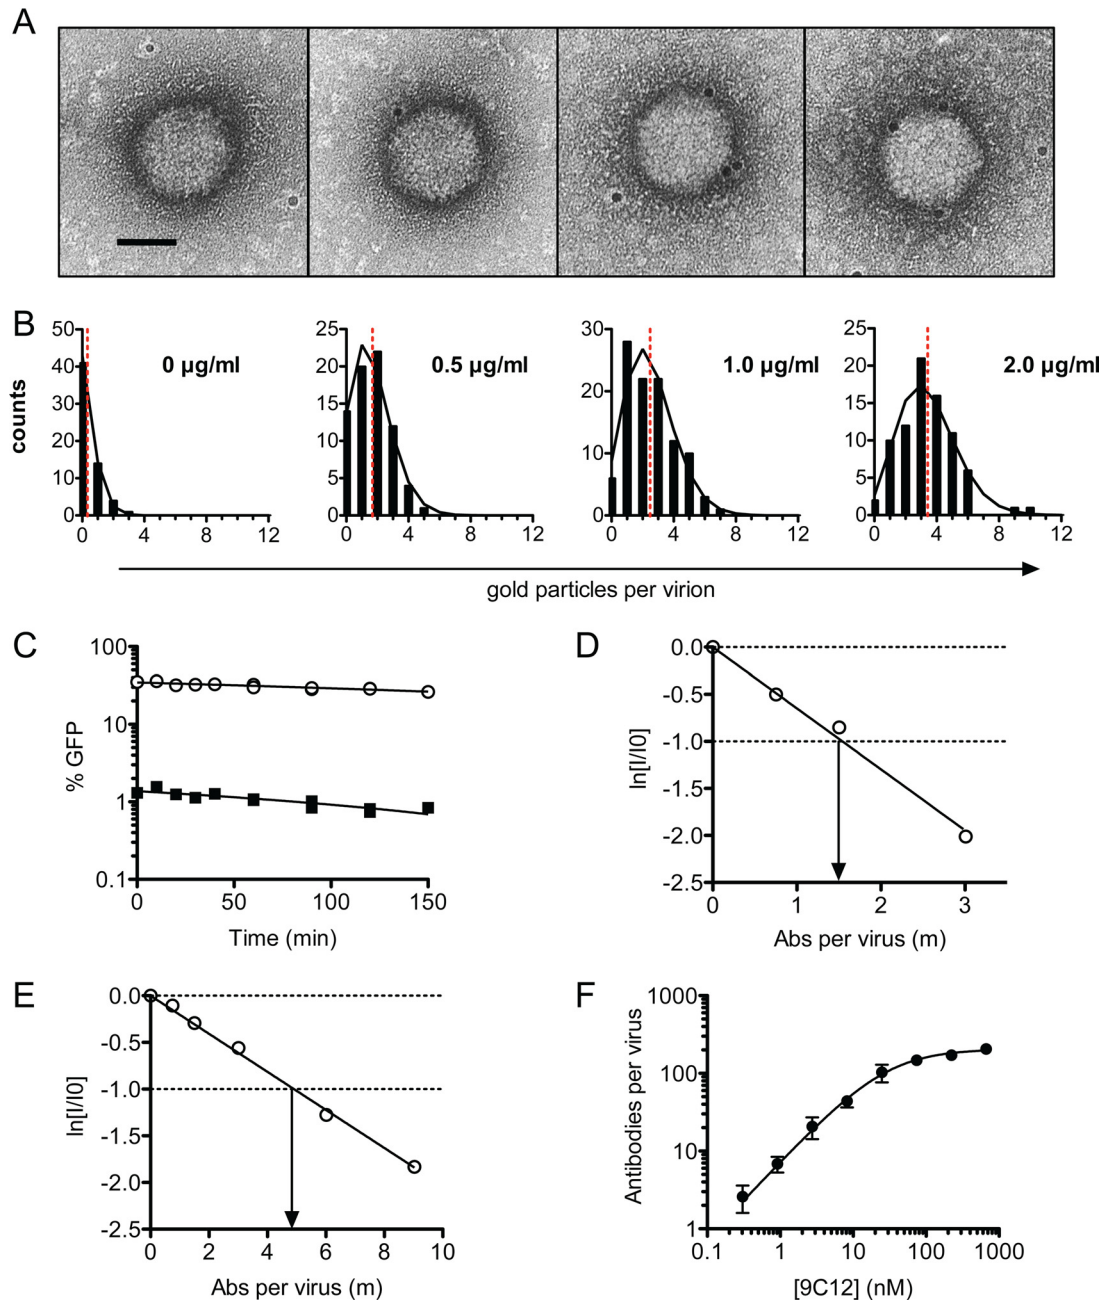 A
B
counts
50
40
30
20
10
0
0 4 8 12
0 µg/ml
25
20
15
10
5
0
0 4 8 12
0.5 µg/ml
30
20
10
0
0 4 8 12
1.0 µg/ml
25
20
15
10
5
0
0 4 8 12
2.0 µg/ml
gold particles per virion
C
% GFP
100
10
1
0.1
0 50 100 150
Time (min)
D
ln[I/I0]
0.0
-0.5
-1.0
-1.5
-2.0
-2.5
0 1 2 3
Abs per virus (m)
E
ln[I/I0]
0.0
-0.5
-1.0
-1.5
-2.0
-2.5
0 2 4 6 8 10
Abs per virus (m)
F
Antibodies per virus
1000
100
10
1
0.1 1 10 100 1000
[9C12] (nM)